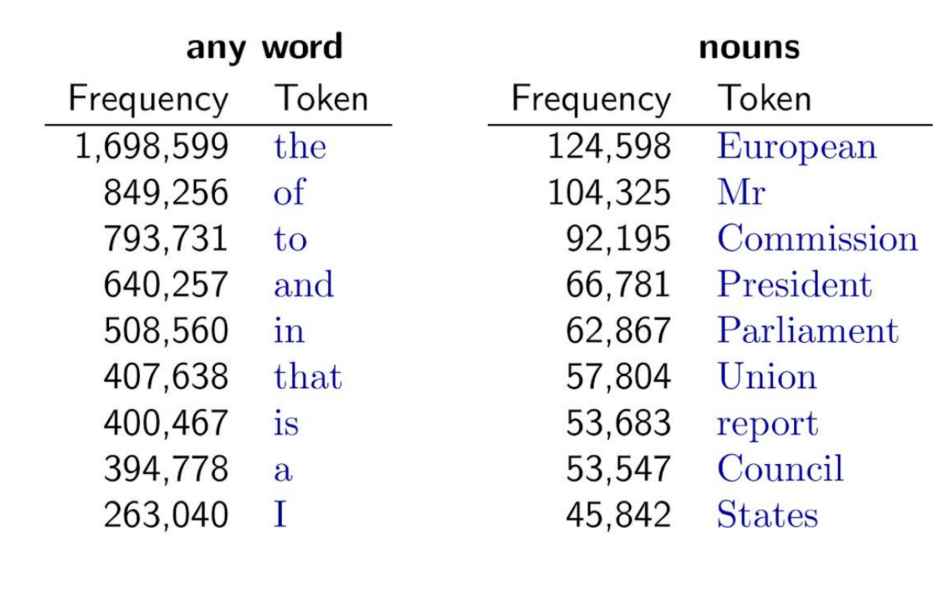 any word nouns
Frequency Token Frequency Token
1,698,599 the 124,598 European
849,256 of 104,325 Mr
793,731 to 92,195 Commission
640,257 and 66,781 President
508,560 in 62,867 Parliament
407,638 that 57,804 Union
400,467 is 53,683 report
394,778 a 53,547 Council
263,040 I 45,842 States